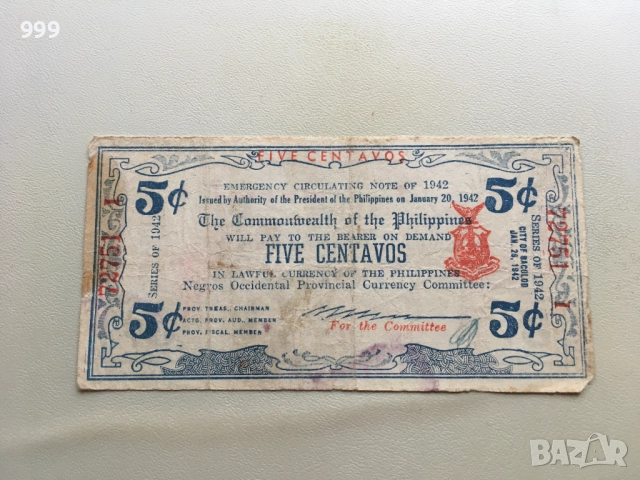 999
FIVE CENTAVOS
5¢ 5¢
EMERGENCY CIRCULATING NOTE OF 1942
Issued by Authority of the President of the Philippines on January 20, 1942
The Commonwealth of the Philippines
WILL PAY TO THE BEARER ON DEMAND
FIVE CENTAVOS
IN LAWFUL CURRENCY OF THE PHILIPPINES
Negros Occidental Provincial Currency Committee:
PROV. TREAS., CHAIRMAN
ACTG. PROV. AUD., MEMBER
PROV. FISCAL, MEMBER
For the Committee
5¢ 5¢
72751
SERIES OF 1942
SERIES OF 1942
CITY OF BACOLOD
JAN. 26, 1942
72751 1
BAZAR